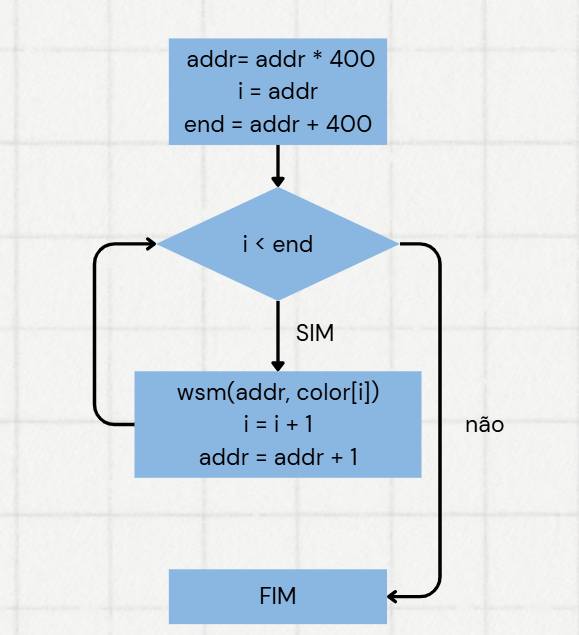 addr= addr * 400
i = addr
end = addr + 400
i < end
SIM
wsm(addr, color[i])
i = i + 1
addr = addr + 1
não
FIM